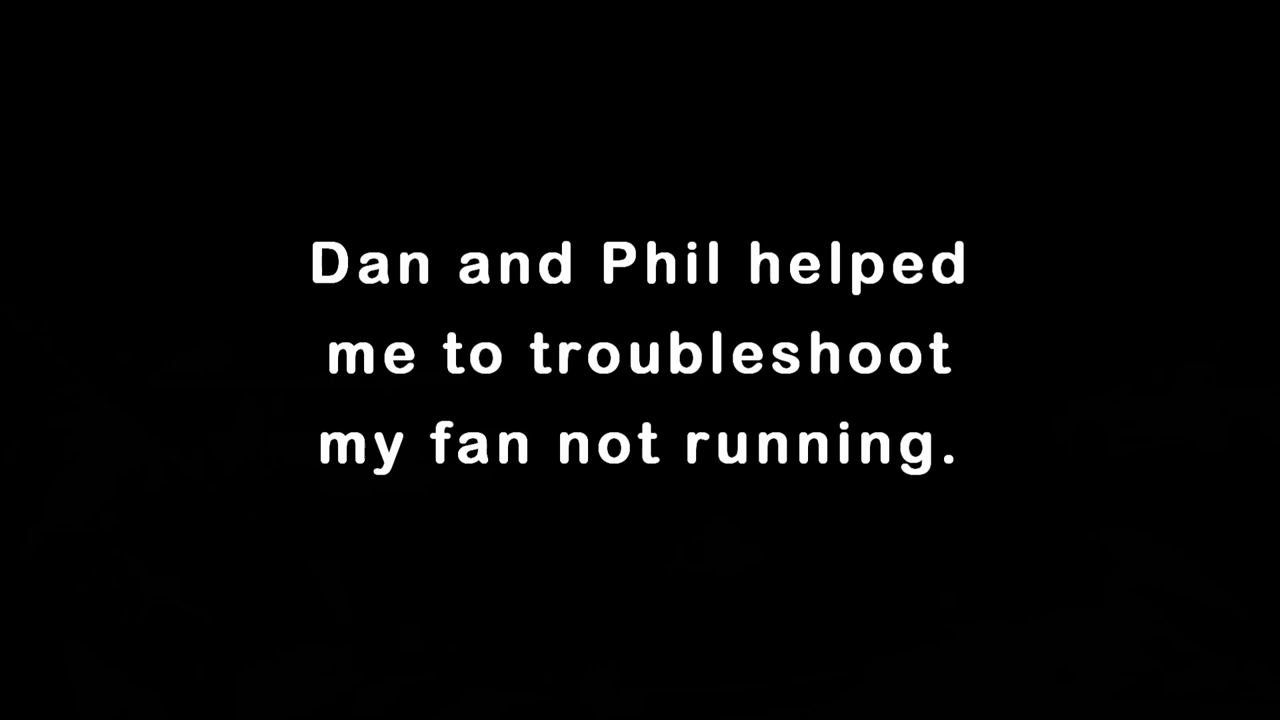 Dan and Phil helped
me to troubleshoot
my fan not running.